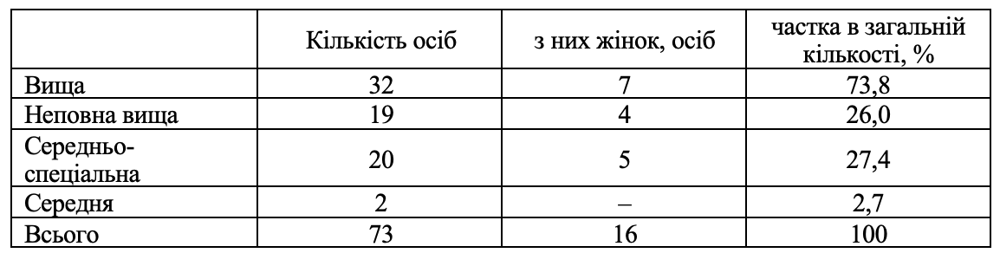 Кількість осіб з них жінок, осіб частка в загальній
кількості, %
Вища 32 7 73,8
Неповна вища 19 4 26,0
Середньо-
спеціальна 20 5 27,4
Середня 2 – 2,7
Всього 73 16 100